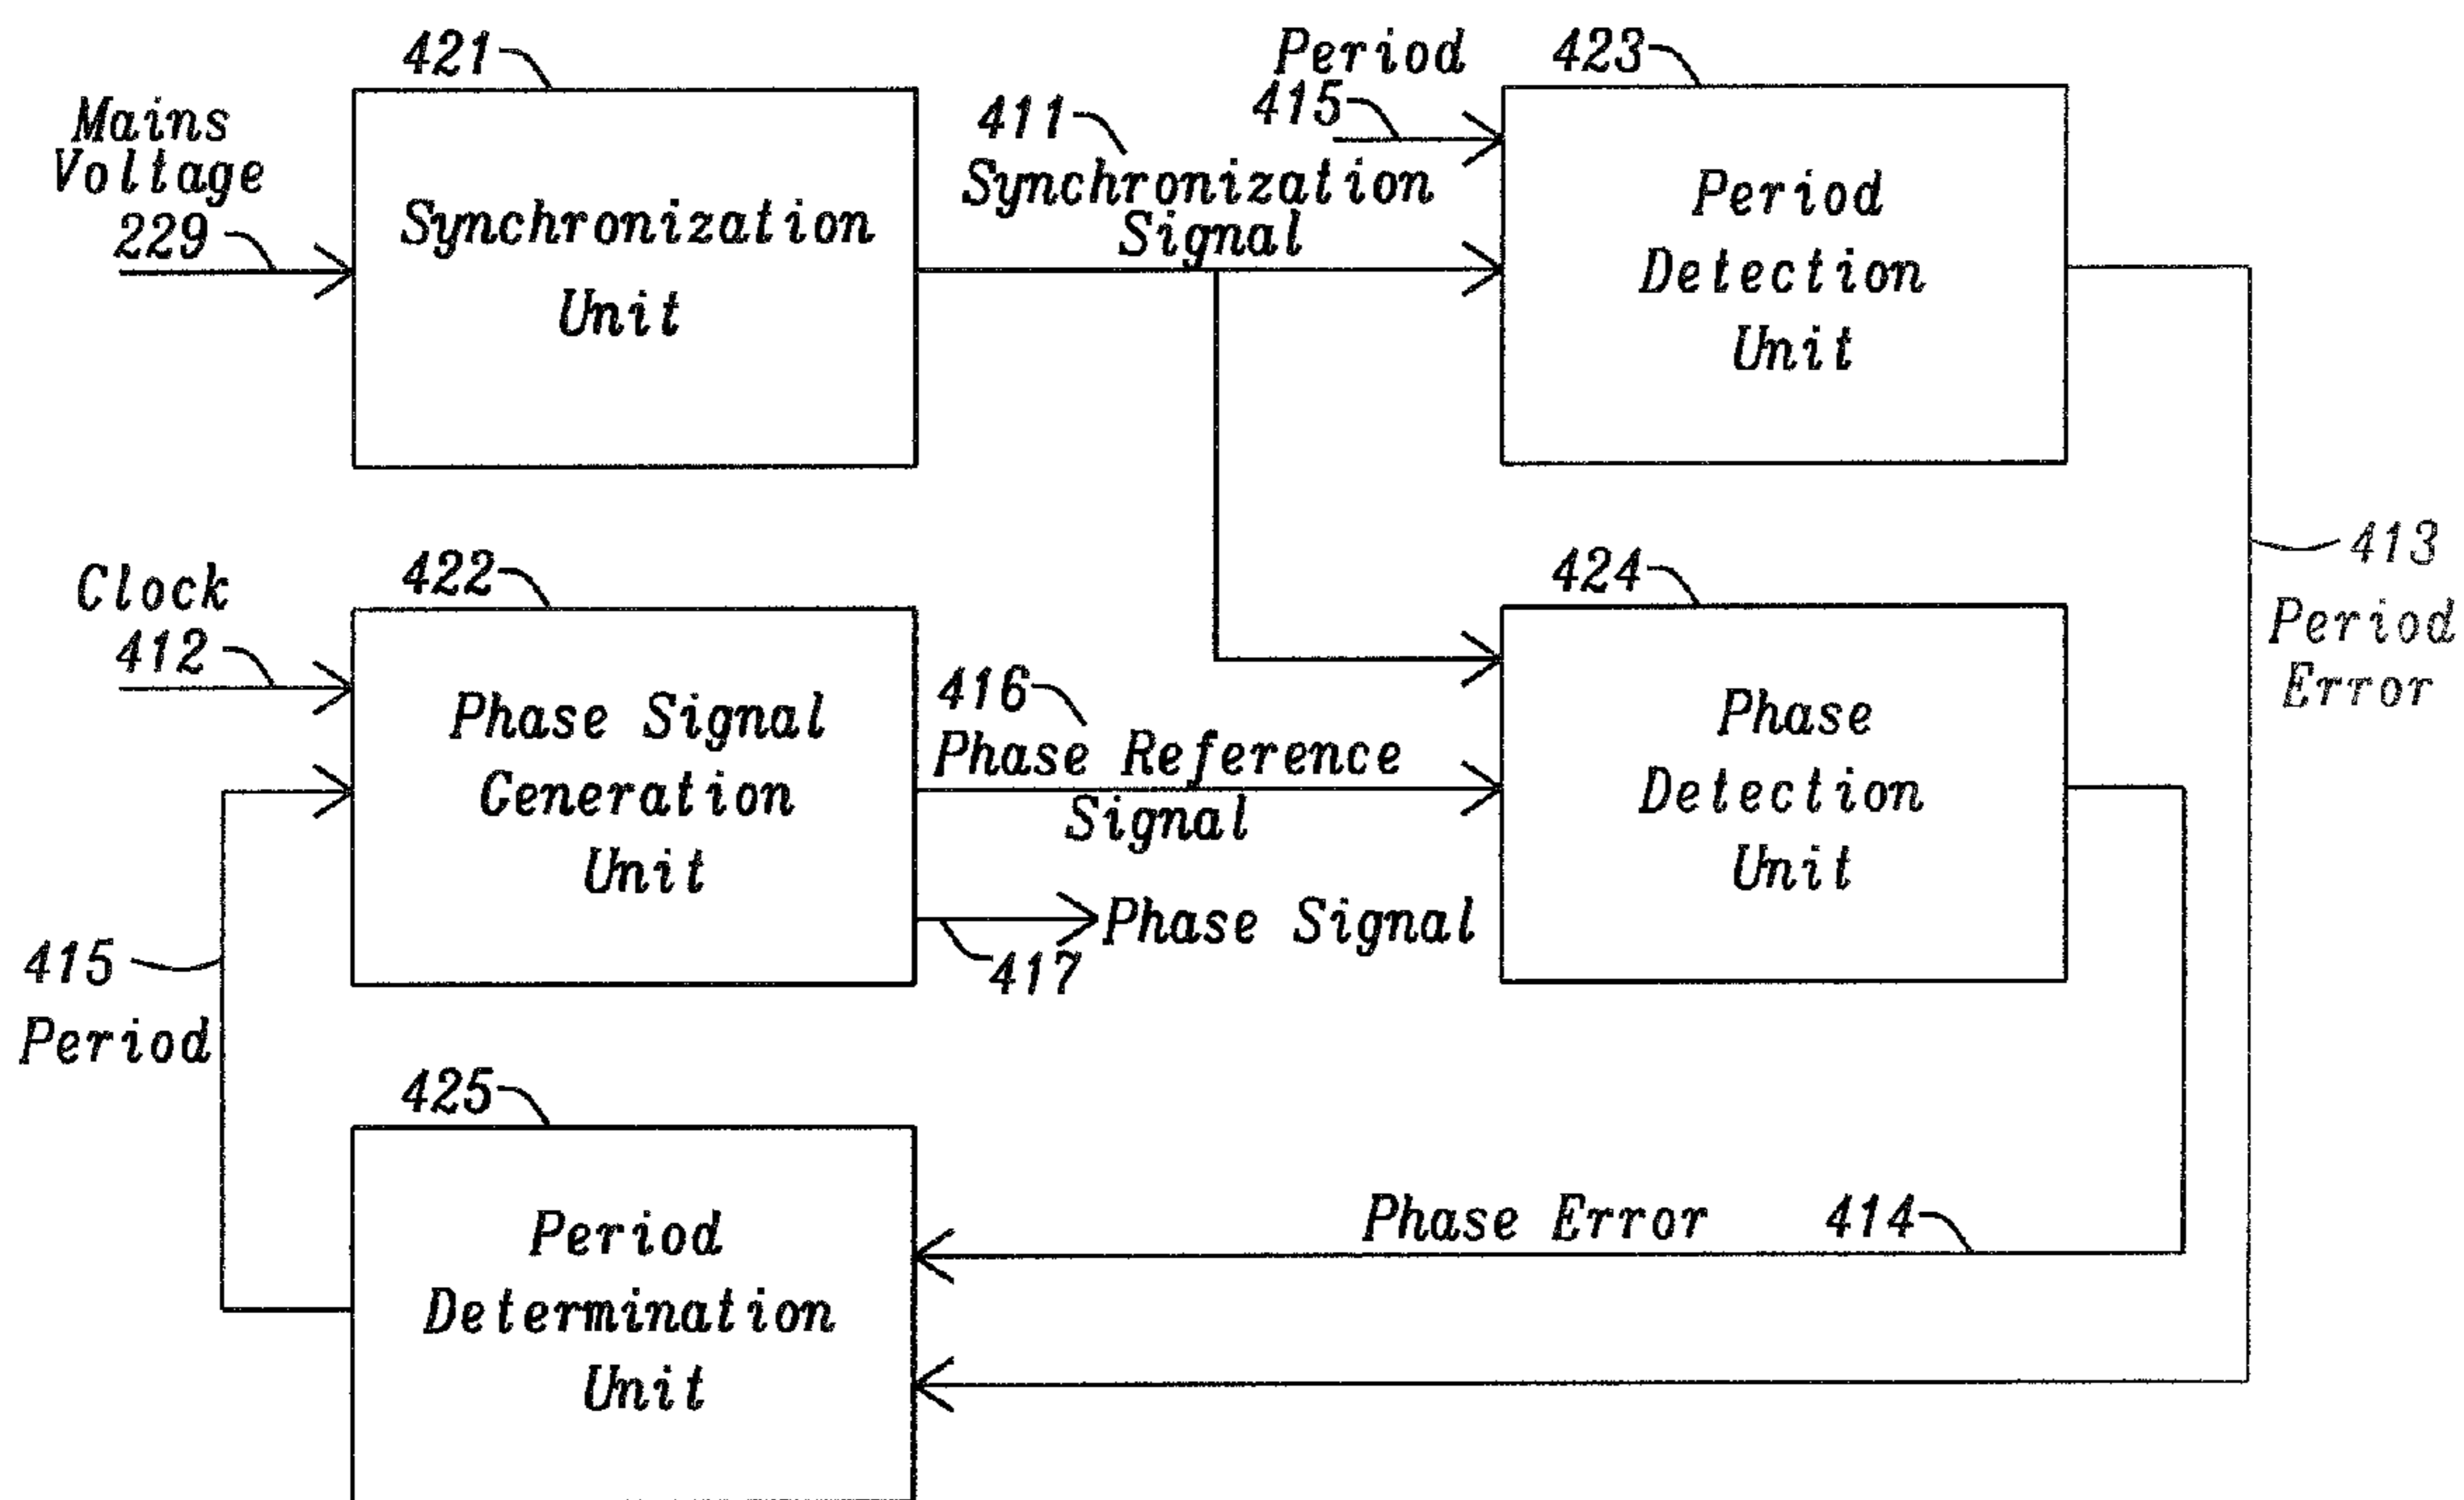 421
Mains
Voltage
229
Synchronization
Unit
411
Synchronization
Signal
Period
415
423
Period
Detection
Unit
413
Period
Error
Clock
412
422
Phase Signal
Generation
Unit
416
Phase Reference
Signal
Phase Signal
417
424
Phase
Detection
Unit
415
Period
425
Period
Determination
Unit
Phase Error 414